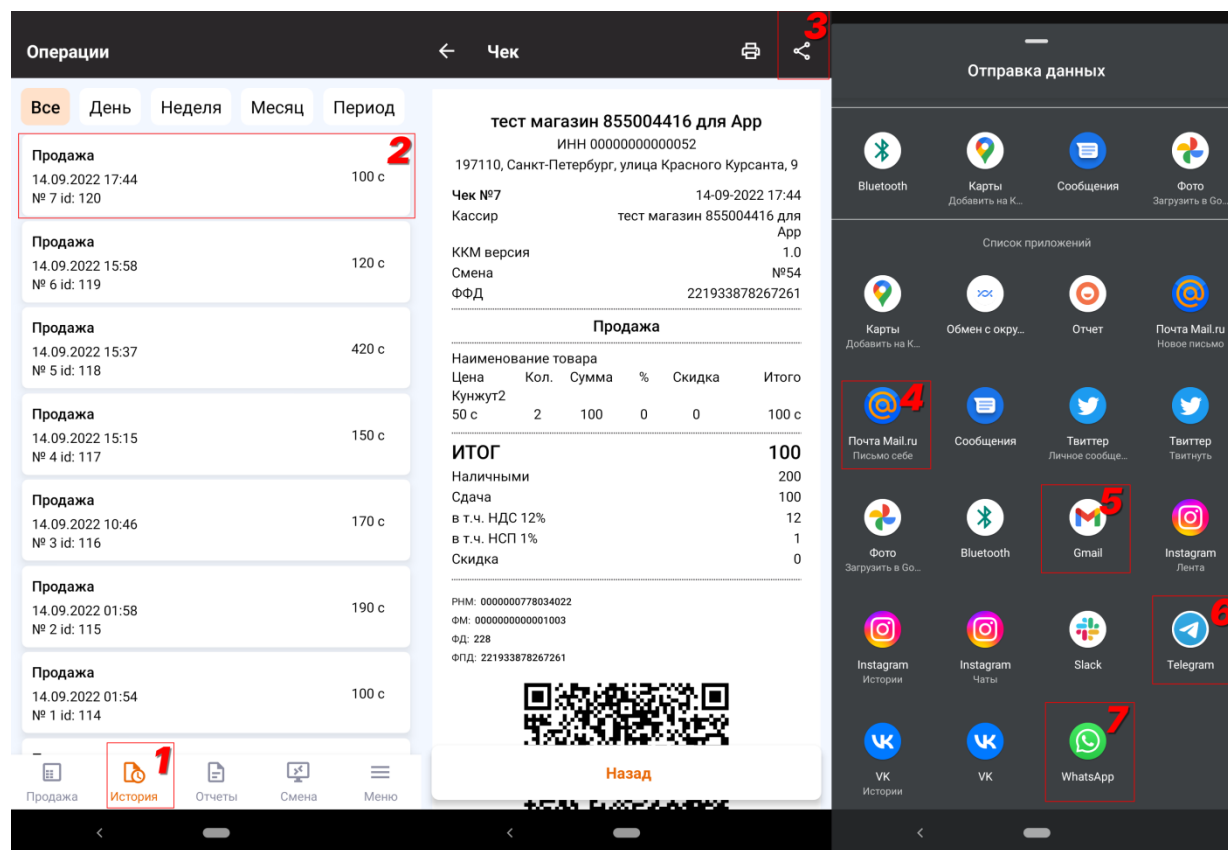 Операции
Все День Неделя Месяц Период
Продажа
2
14.09.2022 17:44
100 с
№ 7 id: 120
Продажа
14.09.2022 15:58
120 с
№ 6 id: 119
Продажа
14.09.2022 15:37
420 с
№ 5 id: 118
Продажа
14.09.2022 15:15
150 с
№ 4 id: 117
Продажа
14.09.2022 10:46
170 с
№ 3 id: 116
Продажа
14.09.2022 01:58
190 с
№ 2 id: 115
Продажа
14.09.2022 01:54
100 с
№ 1 id: 114
1
Продажа История Отчеты Смена Меню
Чек
3
тест магазин 855004416 для App
ИНН 00000000000052
197110, Санкт-Петербург, улица Красного Курсанта, 9
Чек №7 14-09-2022 17:44
Кассир тест магазин 855004416 для
App
ККМ версия 1.0
Смена №54
ФФД 221933878267261
Продажа
Наименование товара
Цена Кол. Сумма % Скидка Итого
Кунжут2
50 с 2 100 0 0 100 с
ИТОГ 100
Наличными 200
Сдача 100
в т.ч. НДС 12% 12
в т.ч. НСП 1% 1
Скидка 0
РНМ: 0000000778034022
ФМ: 0000000000001003
ФД: 228
ФПД: 221933878267261
Назад
Отправка данных
Bluetooth Карты Сообщения Фото
Добавить на К... Загрузить в Go...
Список приложений
Карты Обмен с окру... Отчет Почта Mail.ru
Добавить на К... Новое письмо
4
Почта Mail.ru Сообщения Твиттер Твиттер
Письмо себе Личное сообще... Твитнуть
5
Фото Bluetooth Gmail Instagram
Загрузить в Go... Лента
6
Instagram Instagram Slack Telegram
Истории Чаты
7
VK VK WhatsApp
Истории